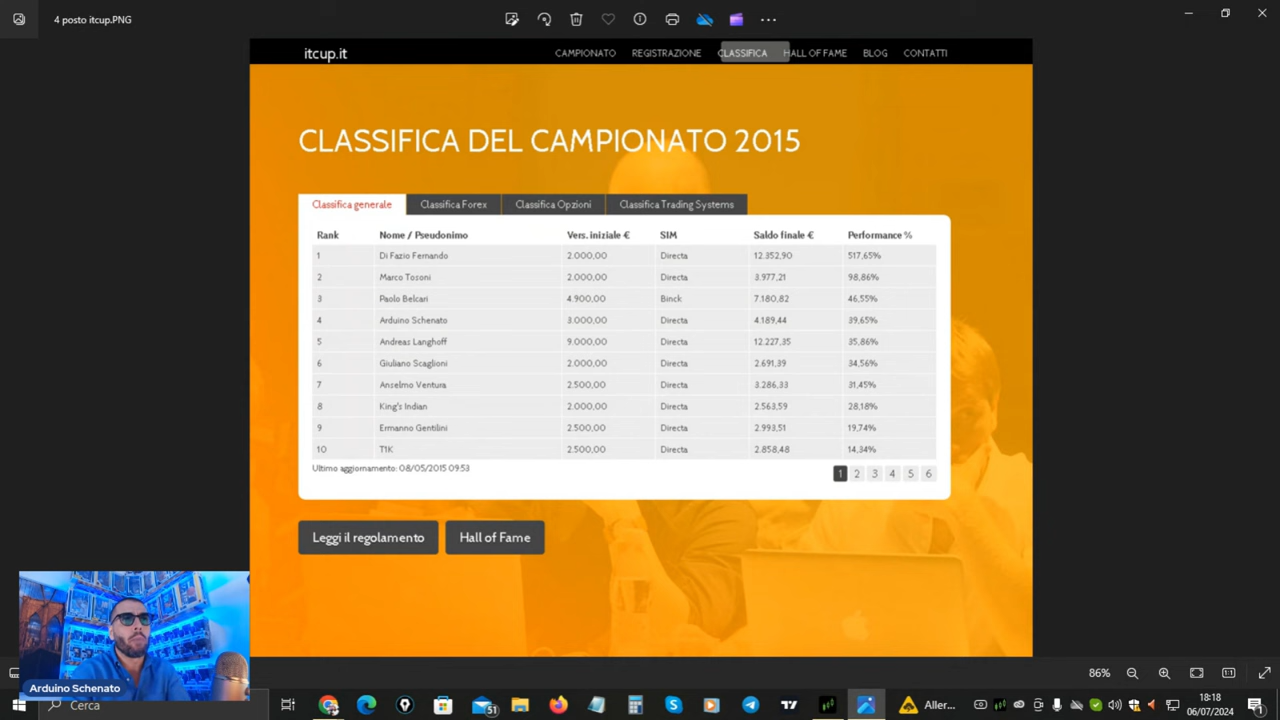 4 posto itcup.PNG
itcup.it CAMPIONATO REGISTRAZIONE CLASSIFICA HALL OF FAME BLOG CONTATTI
CLASSIFICA DEL CAMPIONATO 2015
Classifica generale Classifica Forex Classifica Opzioni Classifica Trading Systems
Rank Nome / Pseudonimo Vers. iniziale € SIM Saldo finale € Performance %
1 Di Fazio Fernando 2.000,00 Directa 12.352,90 517,65%
2 Marco Tosoni 2.000,00 Directa 3.977,21 98,86%
3 Paolo Belcari 4.900,00 Binck 7.180,82 46,55%
4 Arduino Schenato 3.000,00 Directa 4.189,44 39,65%
5 Andreas Langhoff 9.000,00 Directa 12.227,35 35,86%
6 Giuliano Scaglioni 2.000,00 Directa 2.691,39 34,56%
7 Anselmo Ventura 2.500,00 Directa 3.286,33 31,45%
8 King's Indian 2.000,00 Directa 2.563,59 28,18%
9 Ermanno Gentilini 2.500,00 Directa 2.993,51 19,74%
10 T1K 2.500,00 Directa 2.858,48 14,34%
Ultimo aggiornamento: 08/05/2015 09:53 1 2 3 4 5 6
Leggi il regolamento Hall of Fame
Arduino Schenato
86%
Cerca 51 Aller... 18:18
06/07/2024